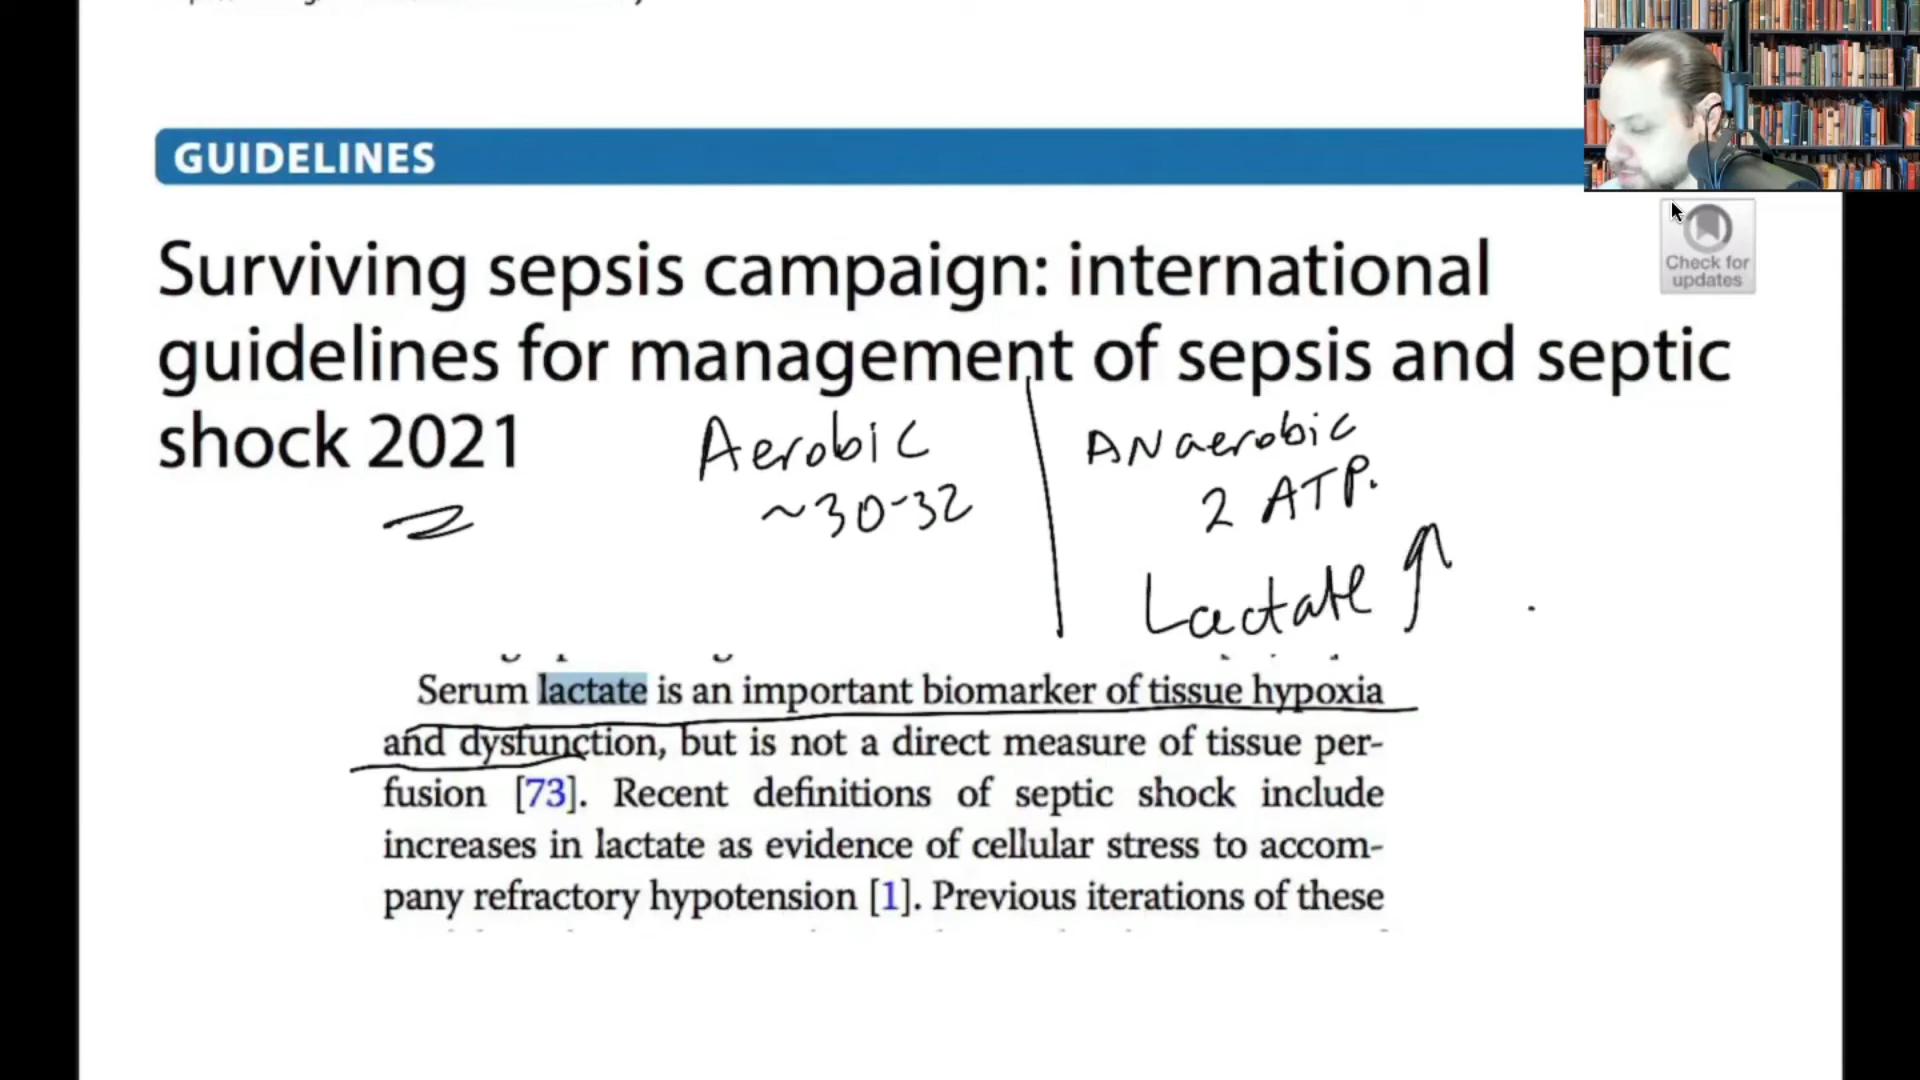 GUIDELINES
Check for
updates
Surviving sepsis campaign: international
guidelines for management of sepsis and septic
shock 2021
Aerobic
~30-32
ANaerobic
2 ATP.
Lactate ↑
Serum lactate is an important biomarker of tissue hypoxia
and dysfunction, but is not a direct measure of tissue per-
fusion [73]. Recent definitions of septic shock include
increases in lactate as evidence of cellular stress to accom-
pany refractory hypotension [1]. Previous iterations of these